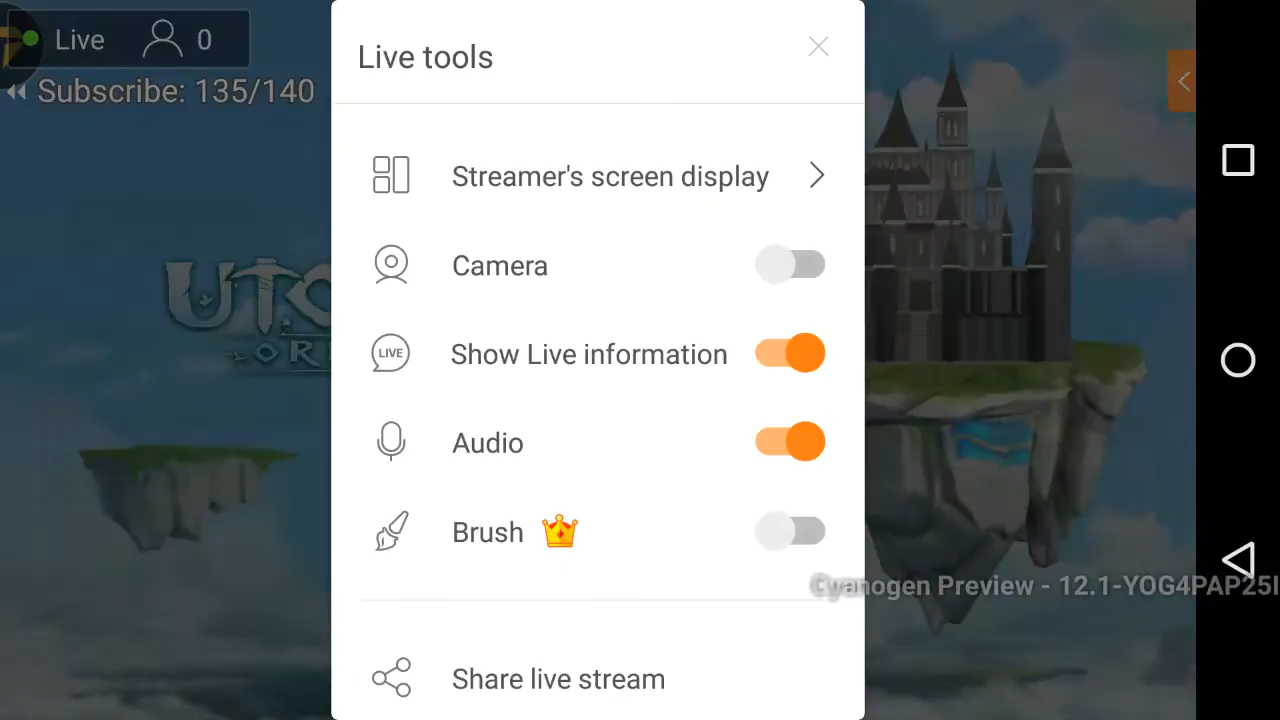 Live 0
Subscribe: 135/140
Live tools
Streamer's screen display
Camera
LIVE
Show Live information
Audio
Brush
Cyanogen Preview - 12.1-YOG4PAP25I
Share live stream